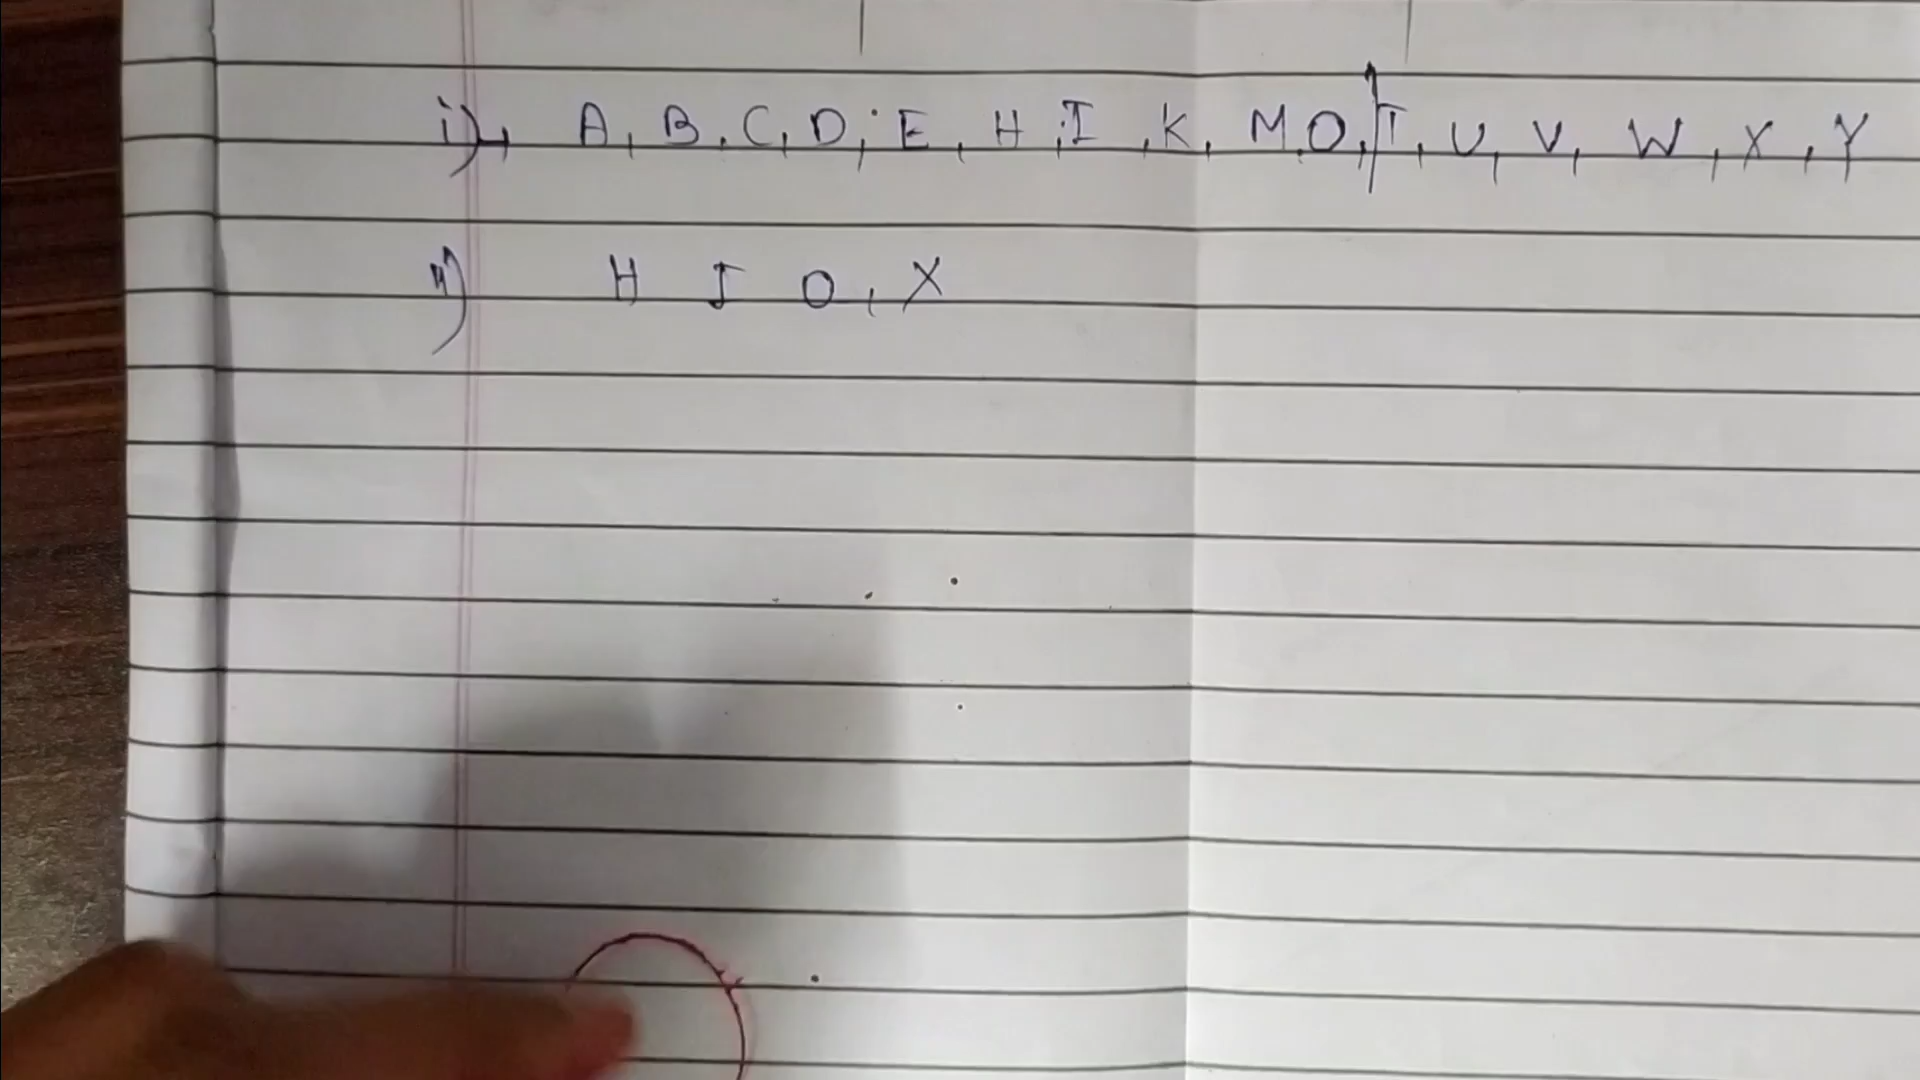 i) A, B, C, D, E, H, I, K, M, O, T, U, V, W, X, Y
ii) H I O, X